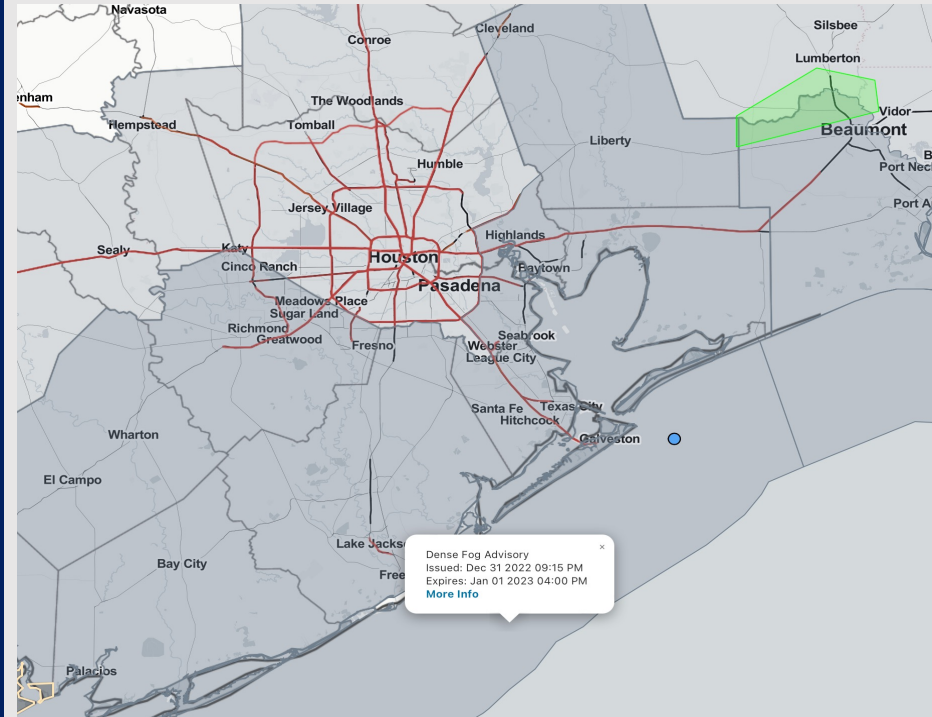 Navasota
Cleveland
Silsbee
Conroe
Lumberton
enham
The Woodlands
Hempstead
Tomball
Vidor
Beaumont
Liberty
B
Humble
Port Nec
Jersey Village
Port A
Highlands
Sealy
Katy
Houston
Cinco Ranch
Baytown
Pasadena
Meadows Place
Sugar Land
Richmond
Greatwood
Fresno
Seabrook
Webster
League City
Santa Fe
Texas City
Hitchcock
Wharton
Galveston
El Campo
Lake Jacks
Bay City
Free
×
Dense Fog Advisory
Issued: Dec 31 2022 09:15 PM
Expires: Jan 01 2023 04:00 PM
More Info
Palacios